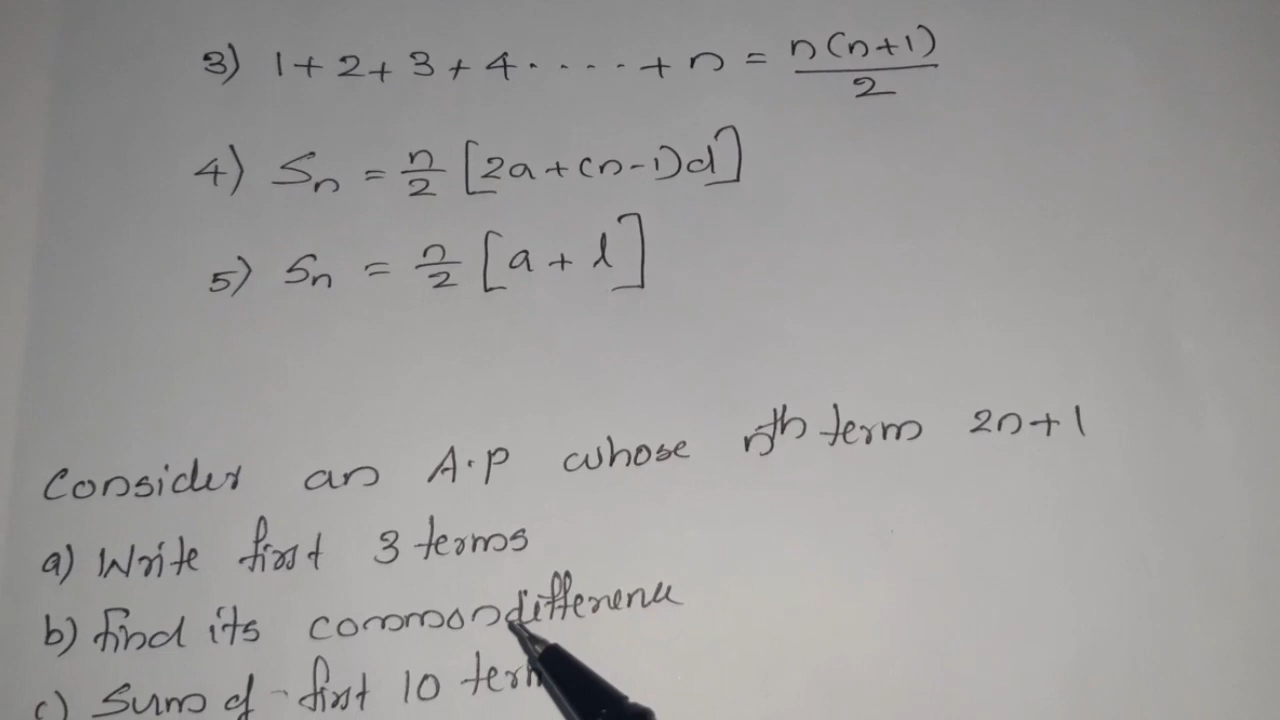 3) 1+2+3+4.....+n = n(n+1)/2
4) Sn = n/2 [2a+(n-1)d]
5) Sn = n/2 [a+l]
Consider an A.P whose nth term 2n+1
a) Write first 3 terms
b) find its common difference
c) Sum of first 10